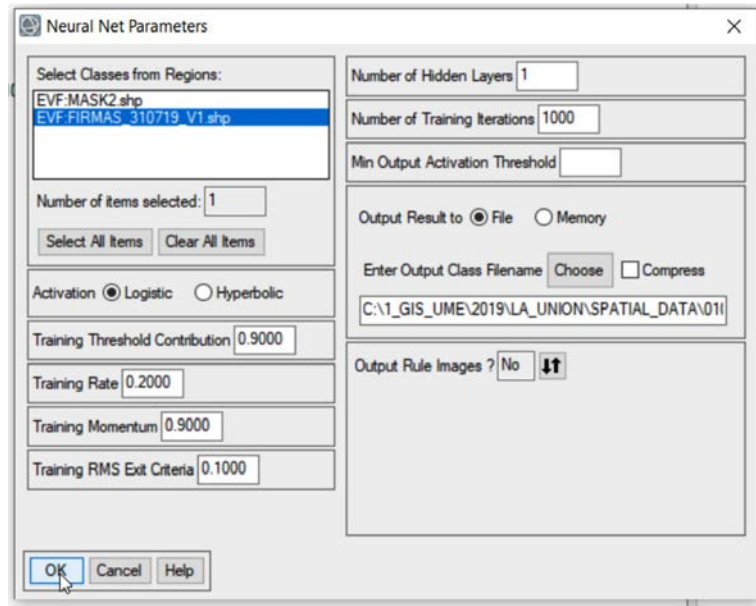 Neural Net Parameters
Select Classes from Regions:
EVF:MASK2.shp
EVF:FIRMAS_310719_V1.shp
Number of items selected: 1
Select All Items Clear All Items
Activation Logistic Hyperbolic
Training Threshold Contribution 0.9000
Training Rate 0.2000
Training Momentum 0.9000
Training RMS Exit Criteria 0.1000
Number of Hidden Layers 1
Number of Training Iterations 1000
Min Output Activation Threshold
Output Result to File Memory
Enter Output Class Filename Choose Compress
C:\1_GIS_UME\2019\LA_UNION\SPATIAL_DATA\01
Output Rule Images ? No
OK Cancel Help